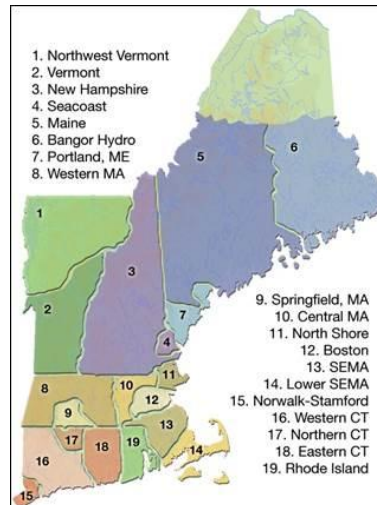 1. Northwest Vermont
2. Vermont
3. New Hampshire
4. Seacoast
5. Maine
6. Bangor Hydro
7. Portland, ME
8. Western MA
5
6
1
3
2
7
4
9. Springfield, MA
10. Central MA
11. North Shore
12. Boston
13. SEMA
14. Lower SEMA
15. Norwalk-Stamford
16. Western CT
17. Northern CT
18. Eastern CT
19. Rhode Island
11
8
10
12
9
13
17
16
18
19
14
15